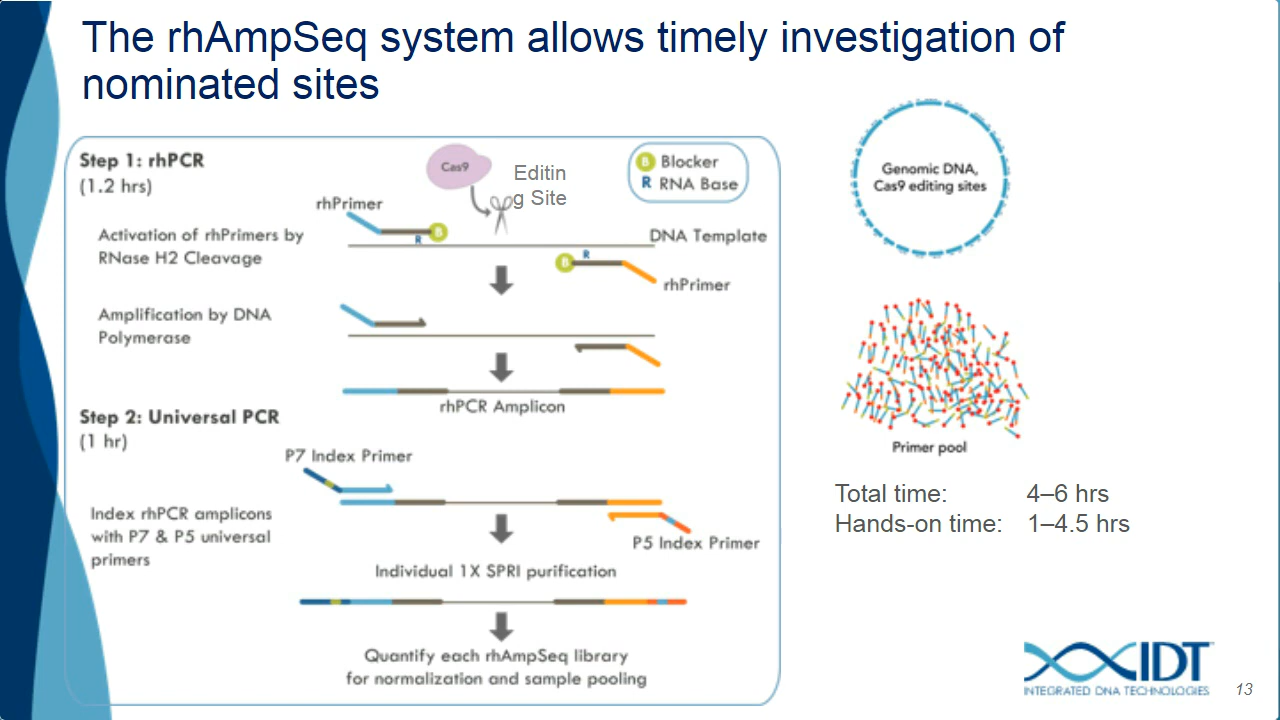 The rhAmpSeq system allows timely investigation of
nominated sites
Step 1: rhPCR
(1.2 hrs)
Cas9
Editin
g Site
B Blocker
R RNA Base
rhPrimer
B
R
Activation of rhPrimers by
RNase H2 Cleavage
DNA Template
B
R
rhPrimer
Amplification by DNA
Polymerase
rhPCR Amplicon
Step 2: Universal PCR
(1 hr)
P7 Index Primer
Index rhPCR amplicons
with P7 & P5 universal
primers
P5 Index Primer
Individual 1X SPRI purification
Quantify each rhAmpSeq library
for normalization and sample pooling
Genomic DNA,
Cas9 editing sites
Primer pool
Total time: 4–6 hrs
Hands-on time: 1–4.5 hrs
IDT
INTEGRATED DNA TECHNOLOGIES
13